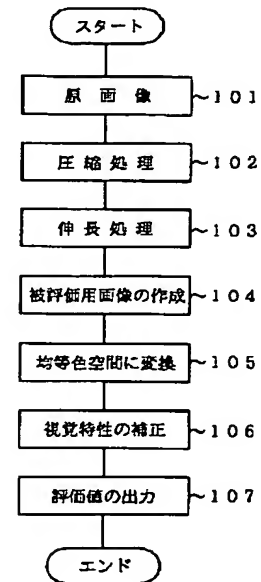 スタート
原画像 ~101
圧縮処理 ~102
伸長処理 ~103
被評価用画像の作成 ~104
均等色空間に変換 ~105
視覚特性の補正 ~106
評価値の出力 ~107
エンド